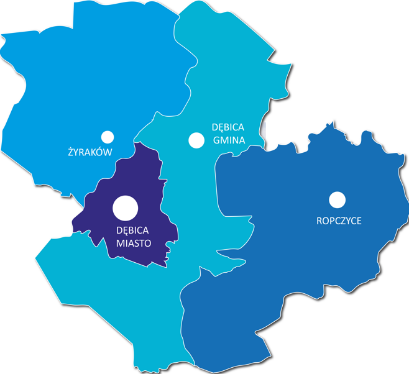 DĘBICA
GMINA
ŻYRAKÓW
ROPCZYCE
DĘBICA
MIASTO